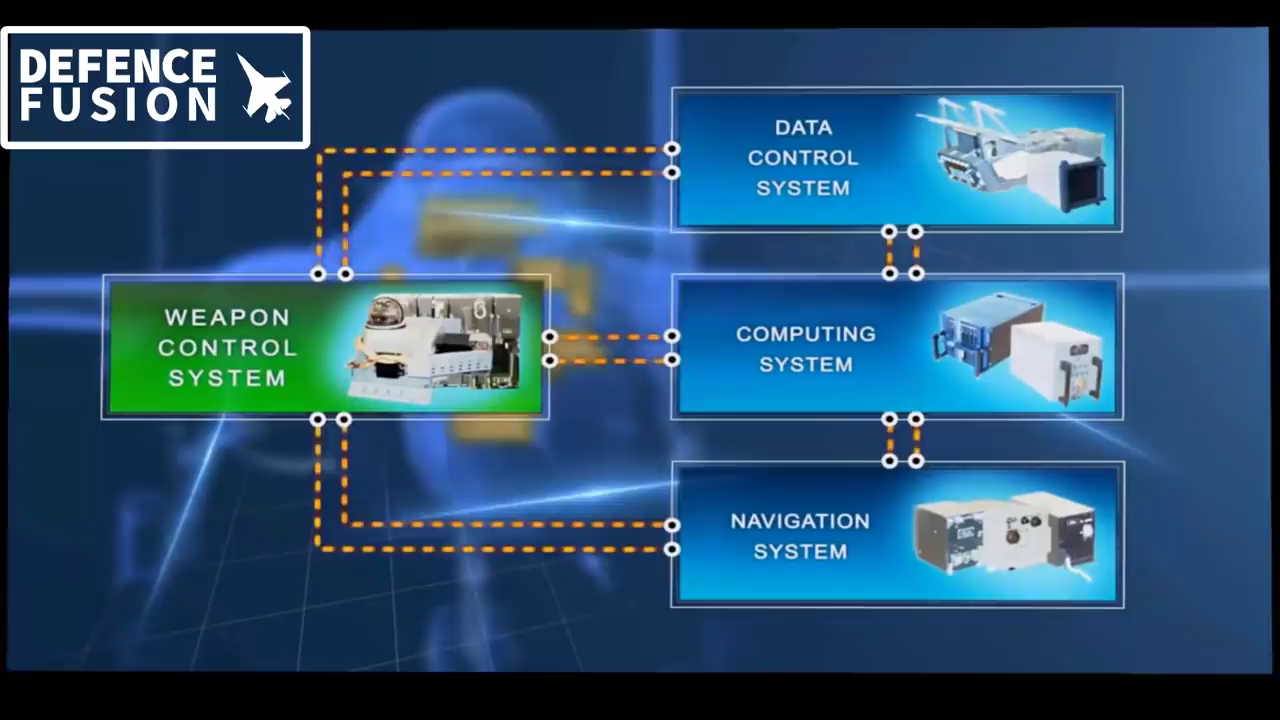 DEFENCE
FUSION
DATA
CONTROL
SYSTEM
WEAPON
CONTROL
SYSTEM
COMPUTING
SYSTEM
NAVIGATION
SYSTEM